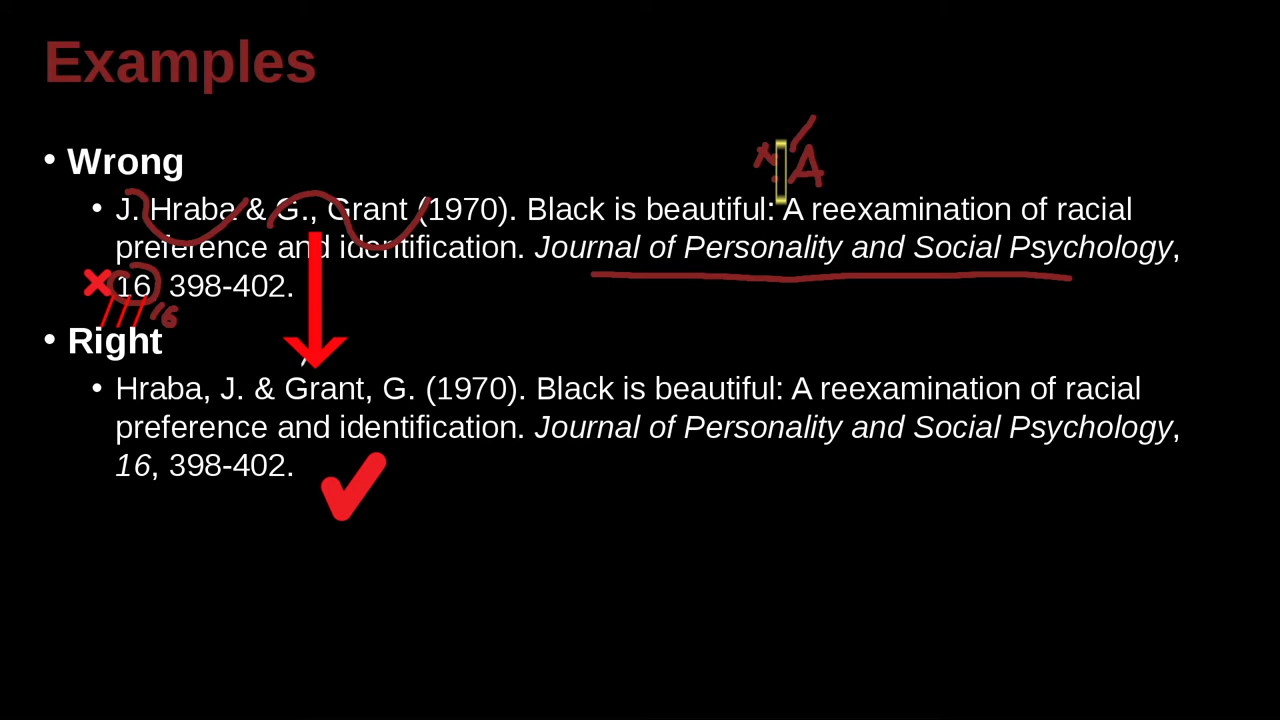 Examples
A
• Wrong
• J. Hraba & G., Grant (1970). Black is beautiful: A reexamination of racial
preference and identification. Journal of Personality and Social Psychology,
16, 398-402.
16
• Right
• Hraba, J. & Grant, G. (1970). Black is beautiful: A reexamination of racial
preference and identification. Journal of Personality and Social Psychology,
16, 398-402.